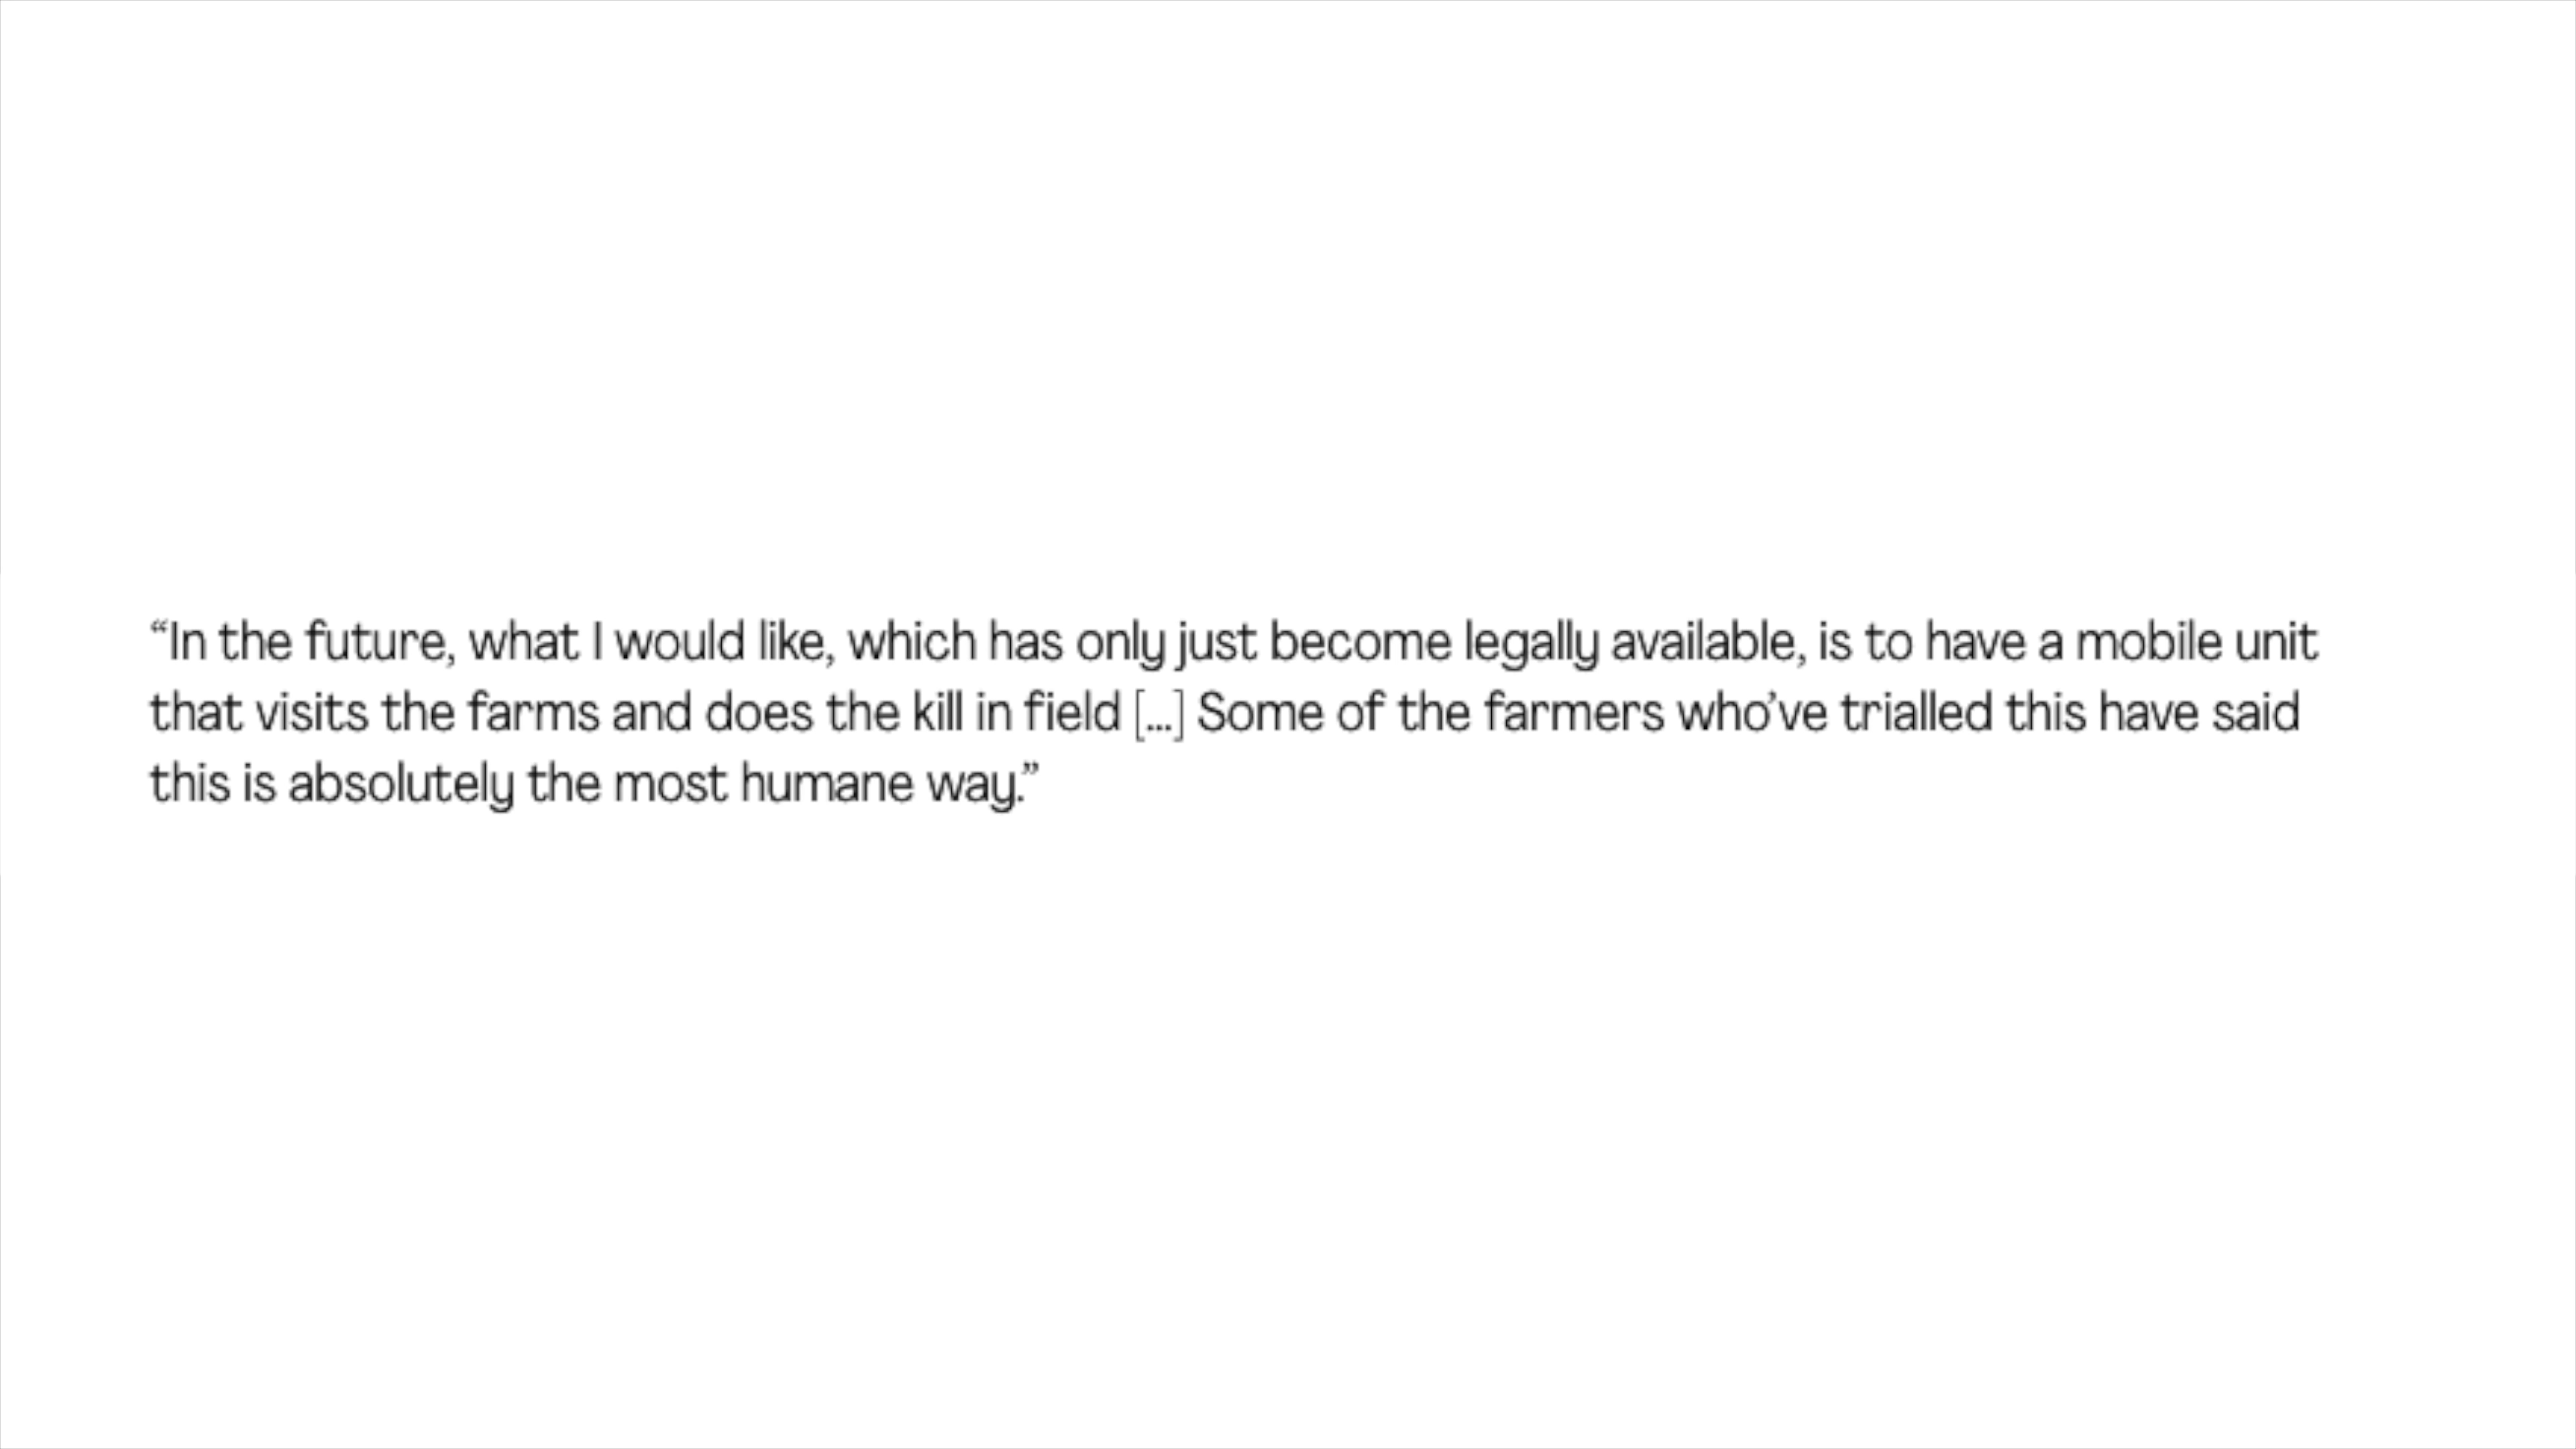 “In the future, what I would like, which has only just become legally available, is to have a mobile unit
that visits the farms and does the kill in field [...] Some of the farmers who’ve trialled this have said
this is absolutely the most humane way.”